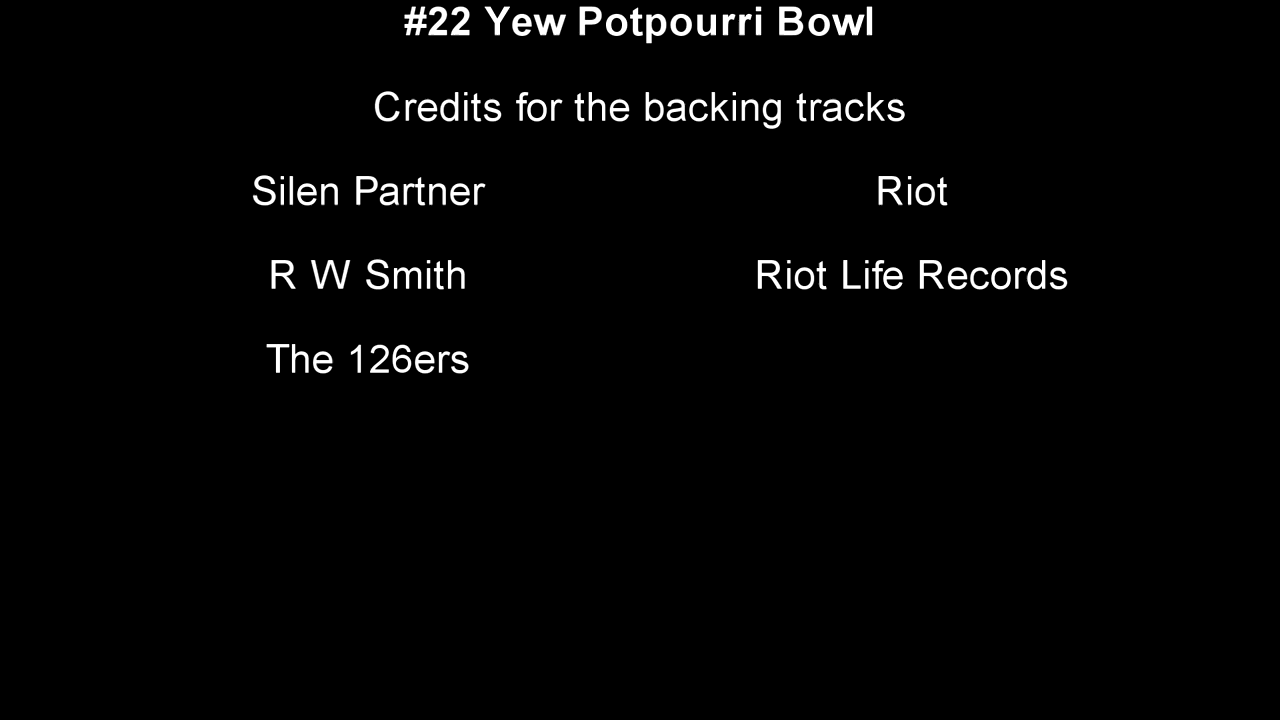 #22 Yew Potpourri Bowl
Credits for the backing tracks
Silen Partner
Riot
R W Smith
Riot Life Records
The 126ers